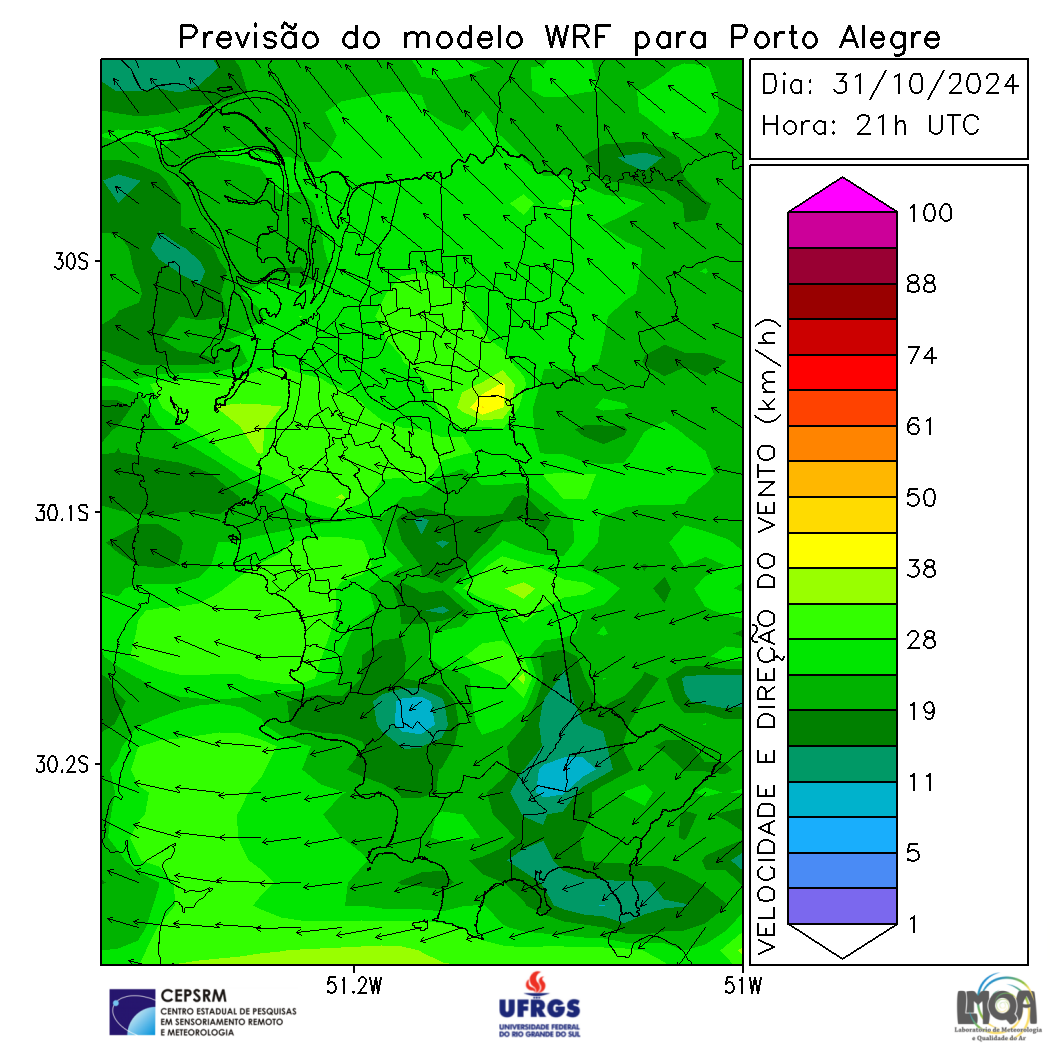 Previsão do modelo WRF para Porto Alegre
Dia: 31/10/2024
Hora: 21h UTC
30S
30.1S
30.2S
51.2W
51W
VELOCIDADE E DIREÇÃO DO VENTO (km/h)
100
88
74
61
50
38
28
19
11
5
1
CEPSRM
CENTRO ESTADUAL DE PESQUISAS
EM SENSORIAMENTO REMOTO
E METEOROLOGIA
UFRGS
UNIVERSIDADE FEDERAL
DO RIO GRANDE DO SUL
LMQA
Laboratório de Meteorologia
e Qualidade do Ar